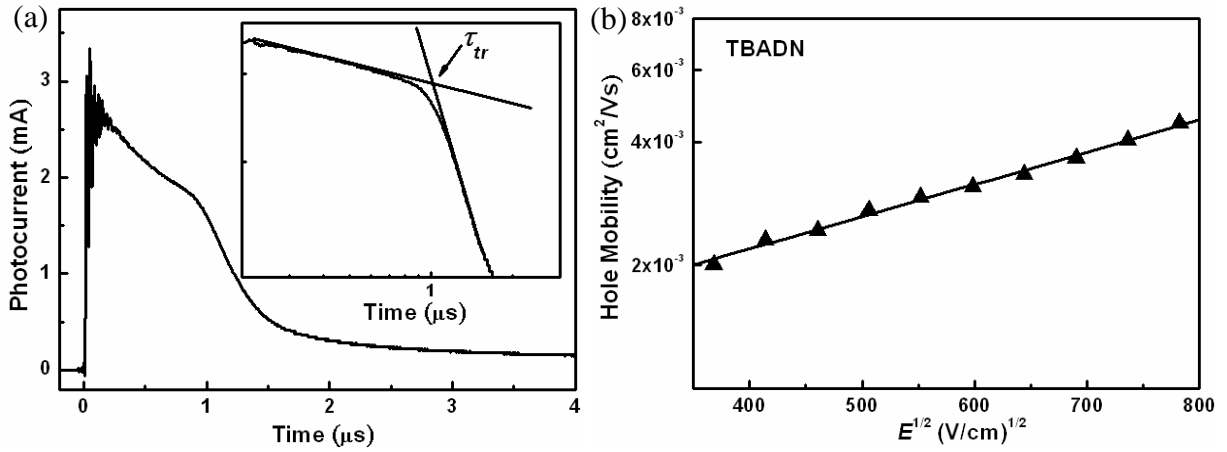 (a)
Photocurrent (mA)
3
2
1
0
0 1 2 3 4
Time (μs)
τtr
1
Time (μs)
(b)
TBADN
Hole Mobility (cm²/Vs)
8x10⁻³
6x10⁻³
4x10⁻³
2x10⁻³
400 500 600 700 800
E^1/2 (V/cm)^1/2